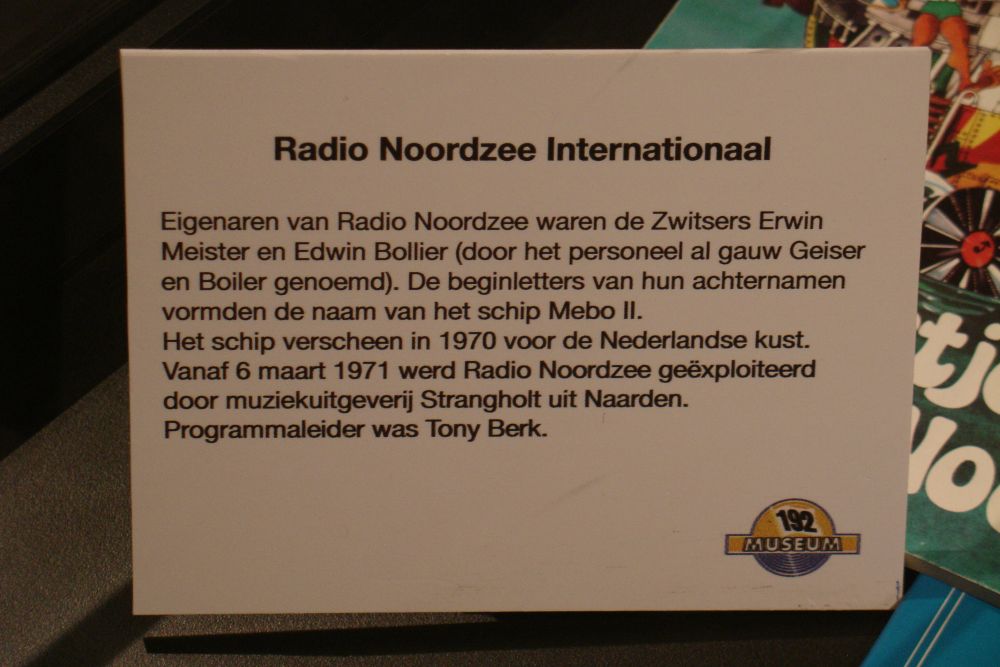 Radio Noordzee Internationaal
Eigenaren van Radio Noordzee waren de Zwitsers Erwin
Meister en Edwin Bollier (door het personeel al gauw Geiser
en Boiler genoemd). De beginletters van hun achternamen
vormden de naam van het schip Mebo II.
Het schip verscheen in 1970 voor de Nederlandse kust.
Vanaf 6 maart 1971 werd Radio Noordzee geëxploiteerd
door muziekuitgeverij Strangholt uit Naarden.
Programmaleider was Tony Berk.
192
MUSEUM